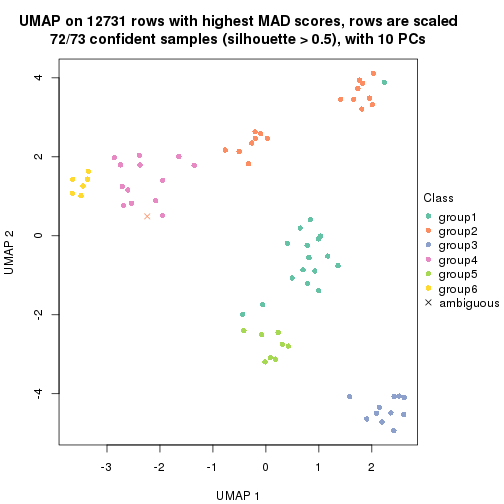 UMAP on 12731 rows with highest MAD scores, rows are scaled
72/73 confident samples (silhouette > 0.5), with 10 PCs
4
2
0
-2
-4
UMAP 2
-3
-2
-1
0
1
2
UMAP 1
Class
group1
group2
group3
group4
group5
group6
ambiguous